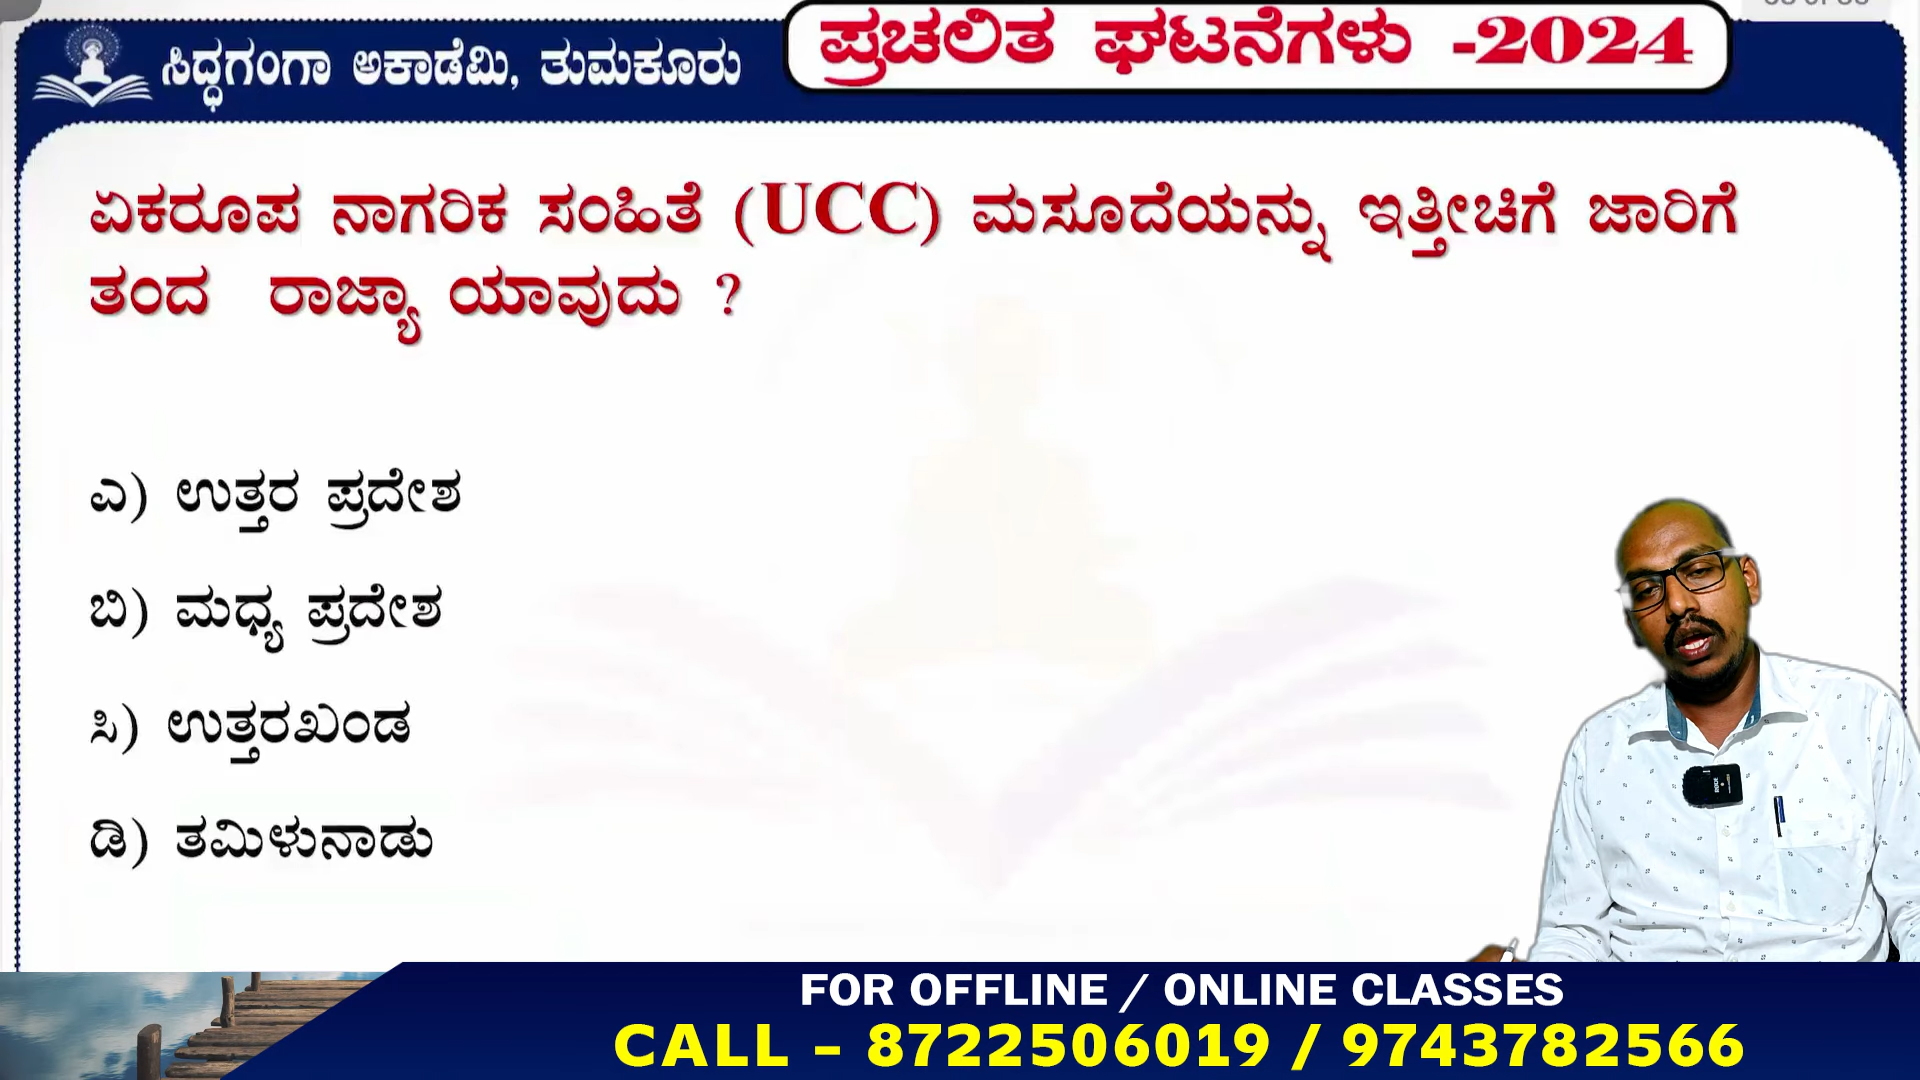 ಸಿದ್ಧಗಂಗಾ ಅಕಾಡೆಮಿ, ತುಮಕೂರು
ಪ್ರಚಲಿತ ಘಟನೆಗಳು -2024
ಏಕರೂಪ ನಾಗರಿಕ ಸಂಹಿತೆ (UCC) ಮಸೂದೆಯನ್ನು ಇತ್ತೀಚಿಗೆ ಜಾರಿಗೆ
ತಂದ ರಾಜ್ಯಾ ಯಾವುದು ?
ಎ) ಉತ್ತರ ಪ್ರದೇಶ
ಬಿ) ಮಧ್ಯ ಪ್ರದೇಶ
ಸಿ) ಉತ್ತರಖಂಡ
ಡಿ) ತಮಿಳುನಾಡು
FOR OFFLINE / ONLINE CLASSES
CALL – 8722506019 / 9743782566